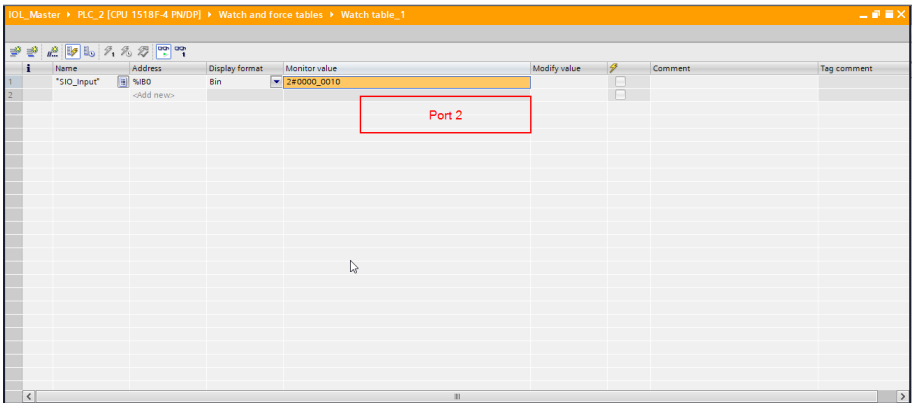 IOL_Master ▸ PLC_2 [CPU 1518F-4 PN/DP] ▸ Watch and force tables ▸ Watch table_1
i Name Address Display format Monitor value Modify value Comment Tag comment
1 "SIO_Input" %IB0 Bin 2#0000_0010
2 <Add new>
Port 2